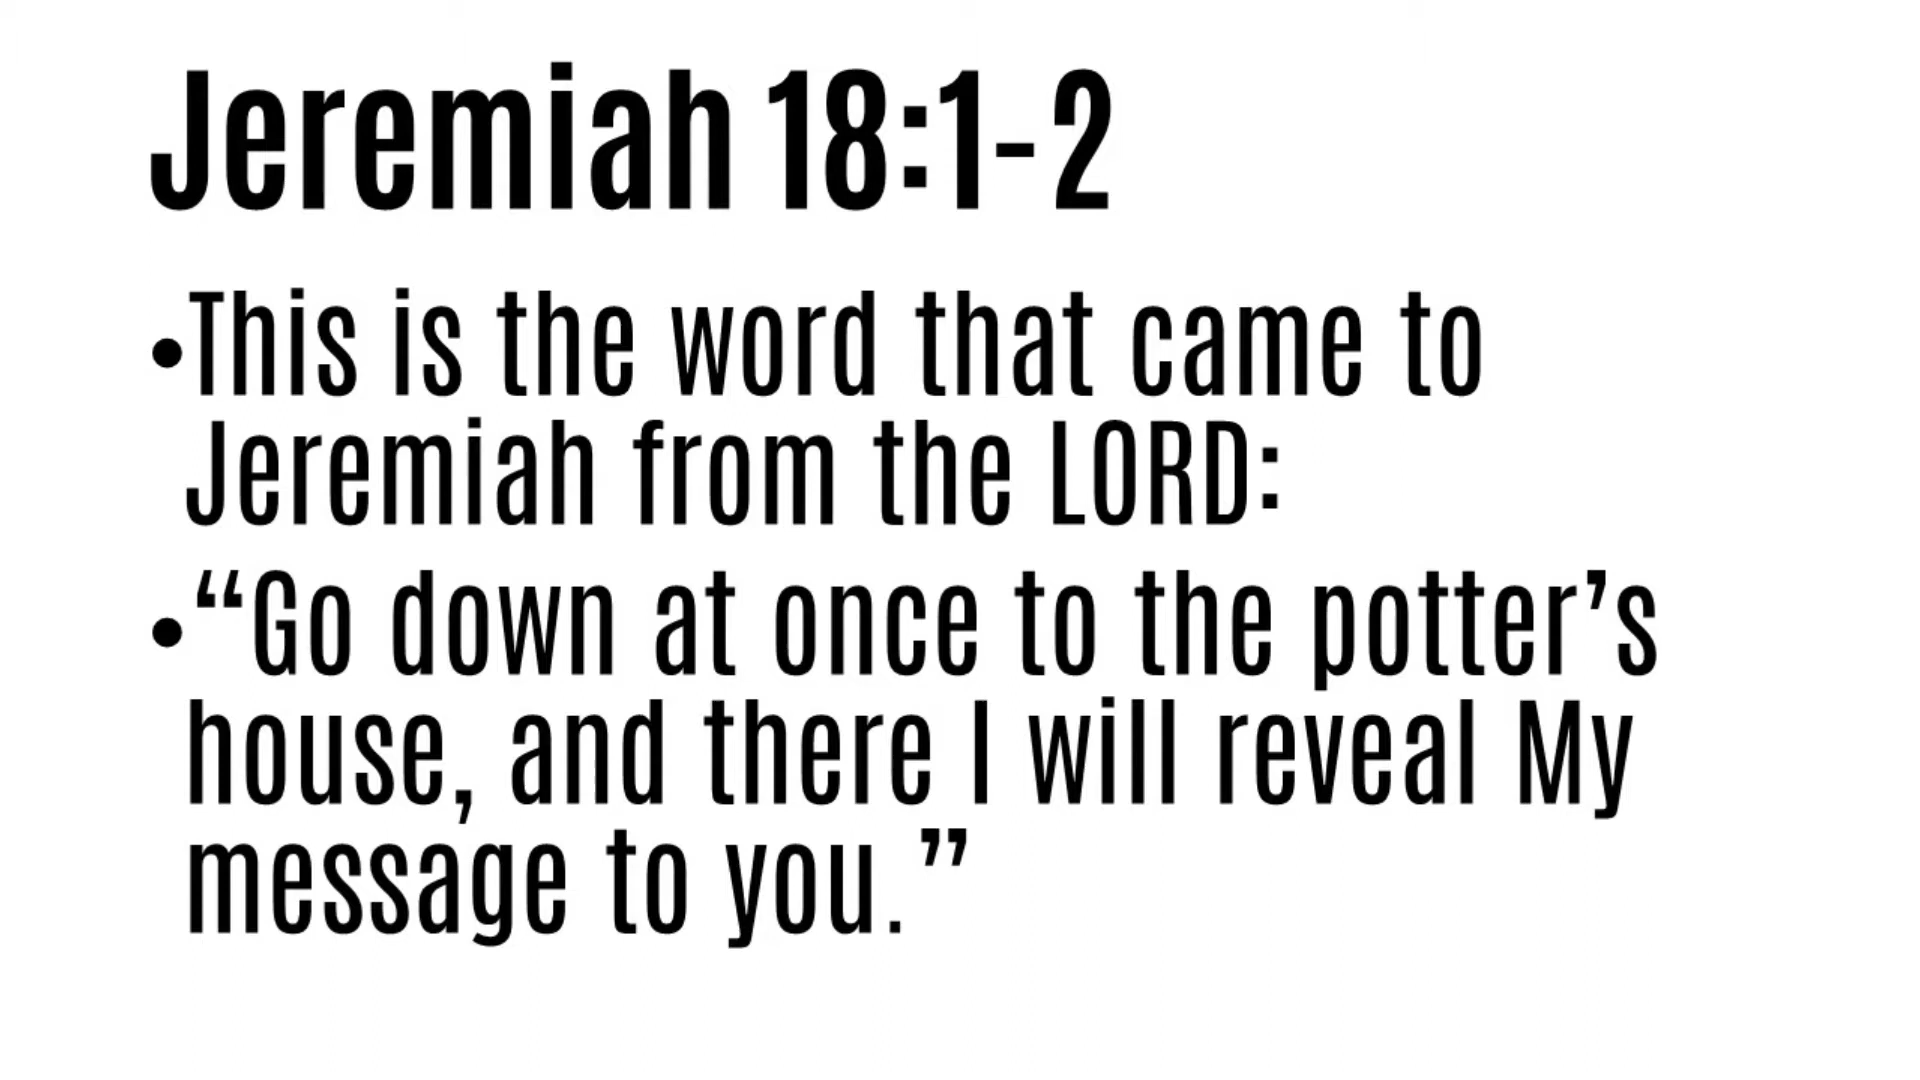 Jeremiah 18:1-2
•This is the word that came to
Jeremiah from the LORD:
•“Go down at once to the potter’s
house, and there I will reveal My
message to you.”